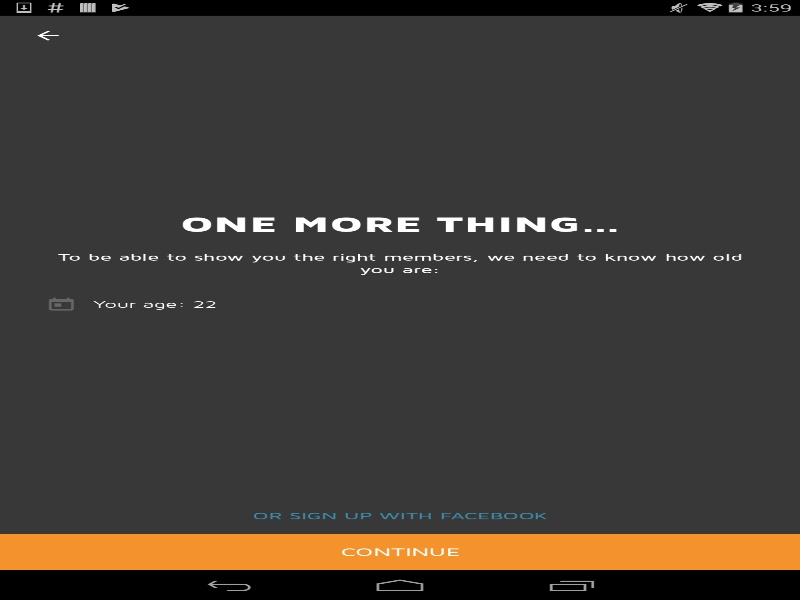 3:59
ONE MORE THING...
To be able to show you the right members, we need to know how old
you are:
Your age: 22
OR SIGN UP WITH FACEBOOK
CONTINUE